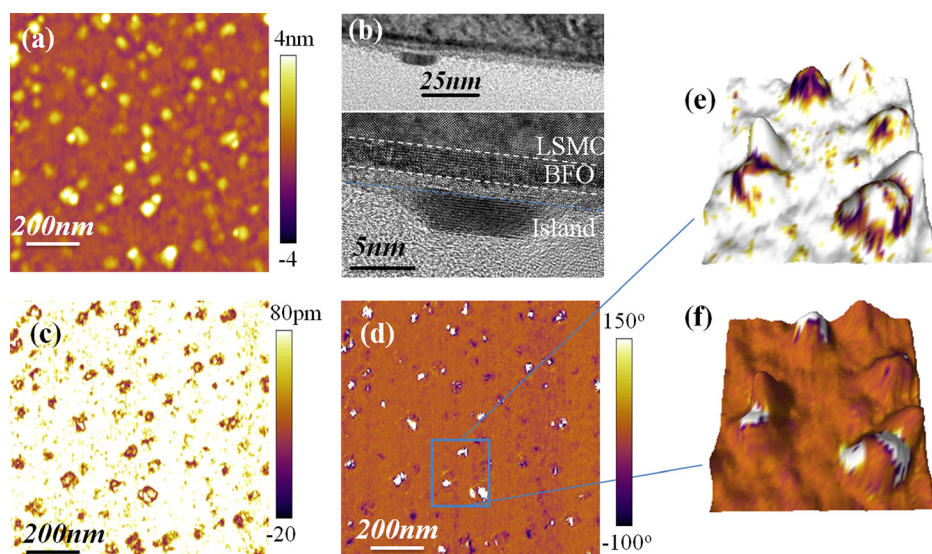 (a)
4nm
200nm
-4
(b)
25nm
LSMO
BFO
Island
5nm
(c)
80pm
200nm
-20
(d)
150°
200nm
-100°
(e)
(f)